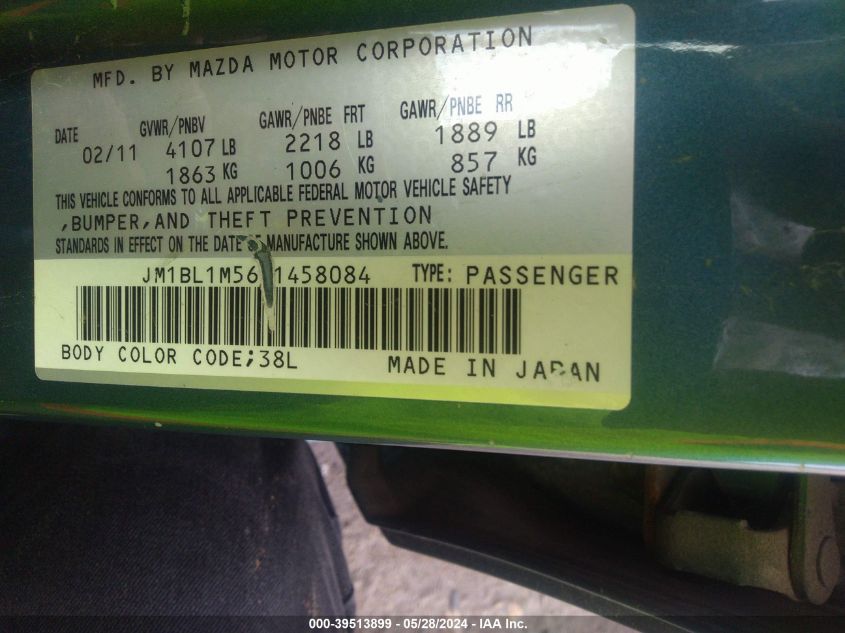 MFD. BY MAZDA MOTOR CORPORATION
DATE GVWR/PNBV GAWR/PNBE FRT GAWR/PNBE RR
02/11 4107 LB 2218 LB 1889 LB
1863 KG 1006 KG 857 KG
THIS VEHICLE CONFORMS TO ALL APPLICABLE FEDERAL MOTOR VEHICLE SAFETY
,BUMPER,AND THEFT PREVENTION
STANDARDS IN EFFECT ON THE DATE OF MANUFACTURE SHOWN ABOVE.
JM1BL1M56 1458084 TYPE: PASSENGER
BODY COLOR CODE;38L MADE IN JAPAN
000-39513899 / 05/28/2024 - IAA Inc.